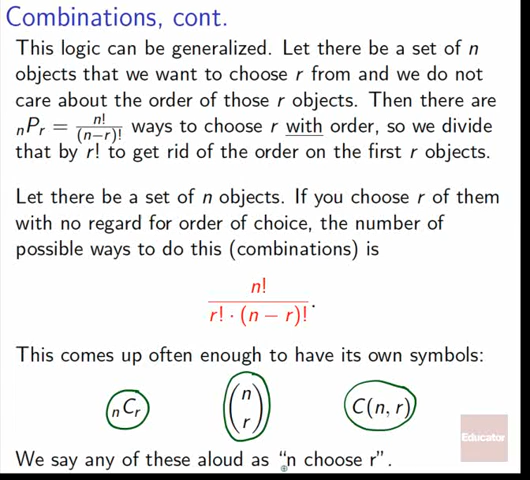 Combinations, cont.
This logic can be generalized. Let there be a set of n
objects that we want to choose r from and we do not
care about the order of those r objects. Then there are
nPr = n!/(n−r)! ways to choose r with order, so we divide
that by r! to get rid of the order on the first r objects.
Let there be a set of n objects. If you choose r of them
with no regard for order of choice, the number of
possible ways to do this (combinations) is
n!
r! · (n − r)!.
This comes up often enough to have its own symbols:
nCr (n r) C(n, r)
Educator
We say any of these aloud as “n choose r”.